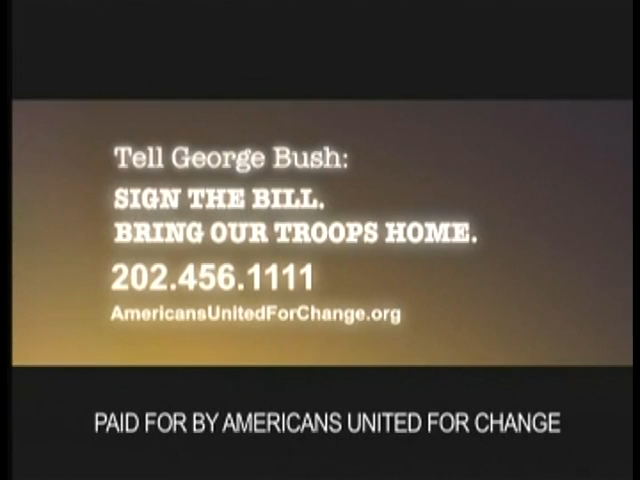 Tell George Bush:
SIGN THE BILL.
BRING OUR TROOPS HOME.
202.456.1111
AmericansUnitedForChange.org
PAID FOR BY AMERICANS UNITED FOR CHANGE